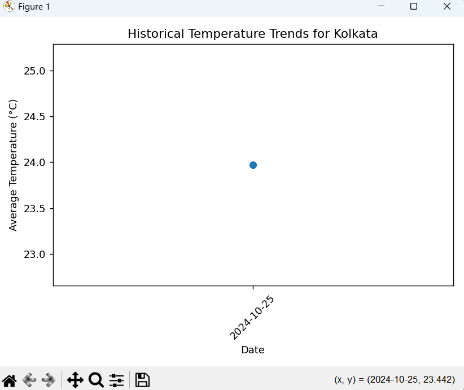 Figure 1
Historical Temperature Trends for Kolkata
25.0
24.5
24.0
23.5
23.0
Average Temperature (°C)
2024-10-25
Date
(x, y) = (2024-10-25, 23.442)